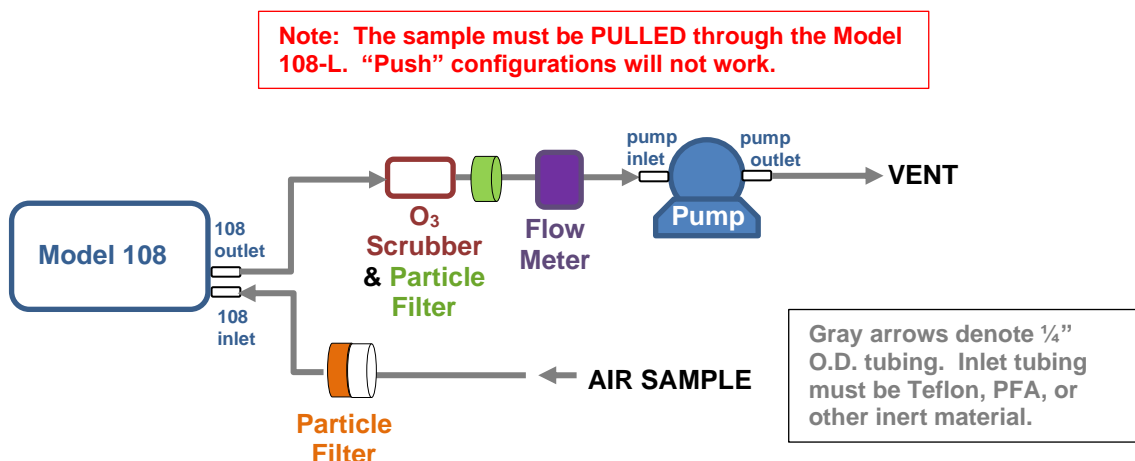 Note: The sample must be PULLED through the Model
108-L. “Push” configurations will not work.
pump
inlet
pump
outlet
VENT
Pump
O₃
Scrubber
& Particle
Filter
Flow
Meter
Model 108
108
outlet
108
inlet
AIR SAMPLE
Particle
Filter
Gray arrows denote ¼”
O.D. tubing. Inlet tubing
must be Teflon, PFA, or
other inert material.